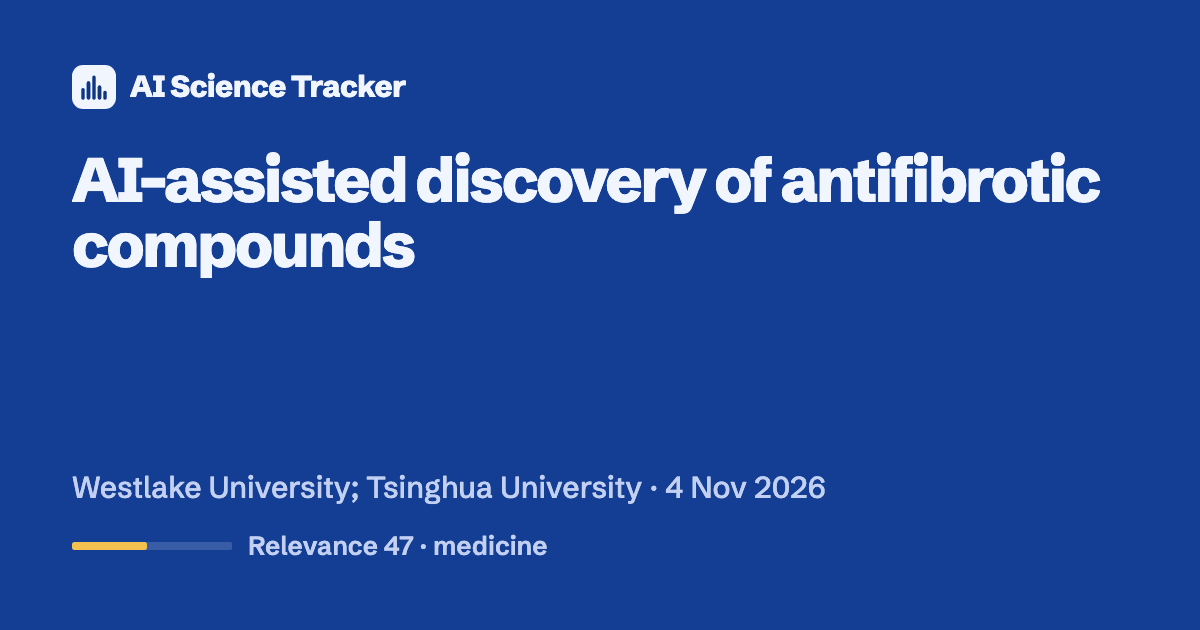 AI Science Tracker
AI-assisted discovery of antifibrotic
compounds
Westlake University; Tsinghua University · 4 Nov 2026
Relevance 47 · medicine